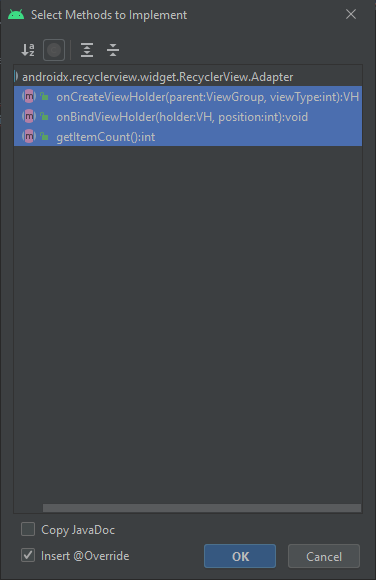 Select Methods to Implement
androidx.recyclerview.widget.RecyclerView.Adapter
m onCreateViewHolder(parent:ViewGroup, viewType:int):VH
m onBindViewHolder(holder:VH, position:int):void
m getItemCount():int
Copy JavaDoc
Insert @Override
OK Cancel